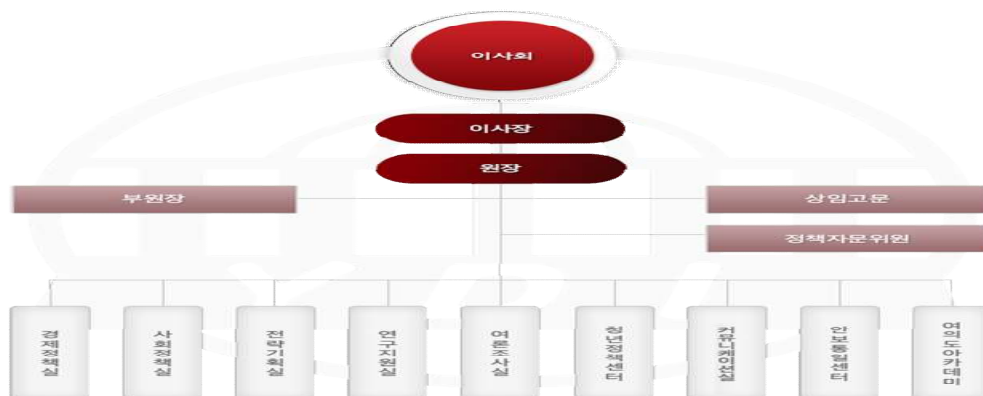 이사회
이사장
원장
부원장
상임고문
정책자문위원
경제정책실
사회정책실
전략기획실
연구지원실
여론조사실
청년정책센터
커뮤니케이션실
안보통일센터
여의도아카데미
YDI